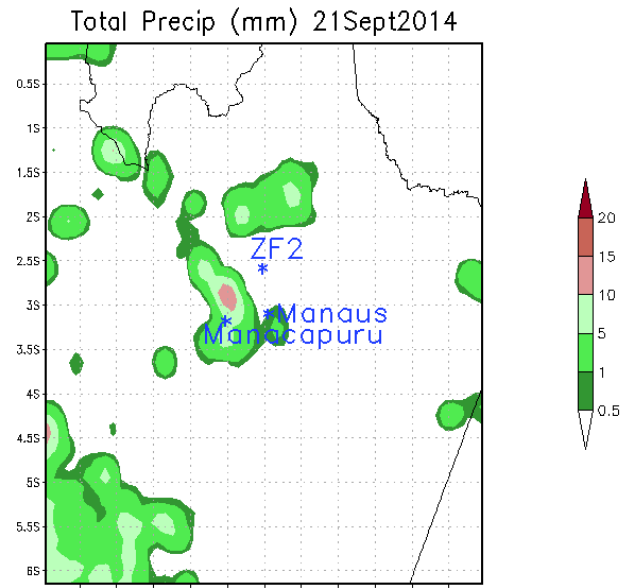 Total Precip (mm) 21Sept2014
0.5S
1S
1.5S
2S
2.5S
3S
3.5S
4S
4.5S
5S
5.5S
6S
ZF2
Manaus
Manacapuru
20
15
10
5
1
0.5